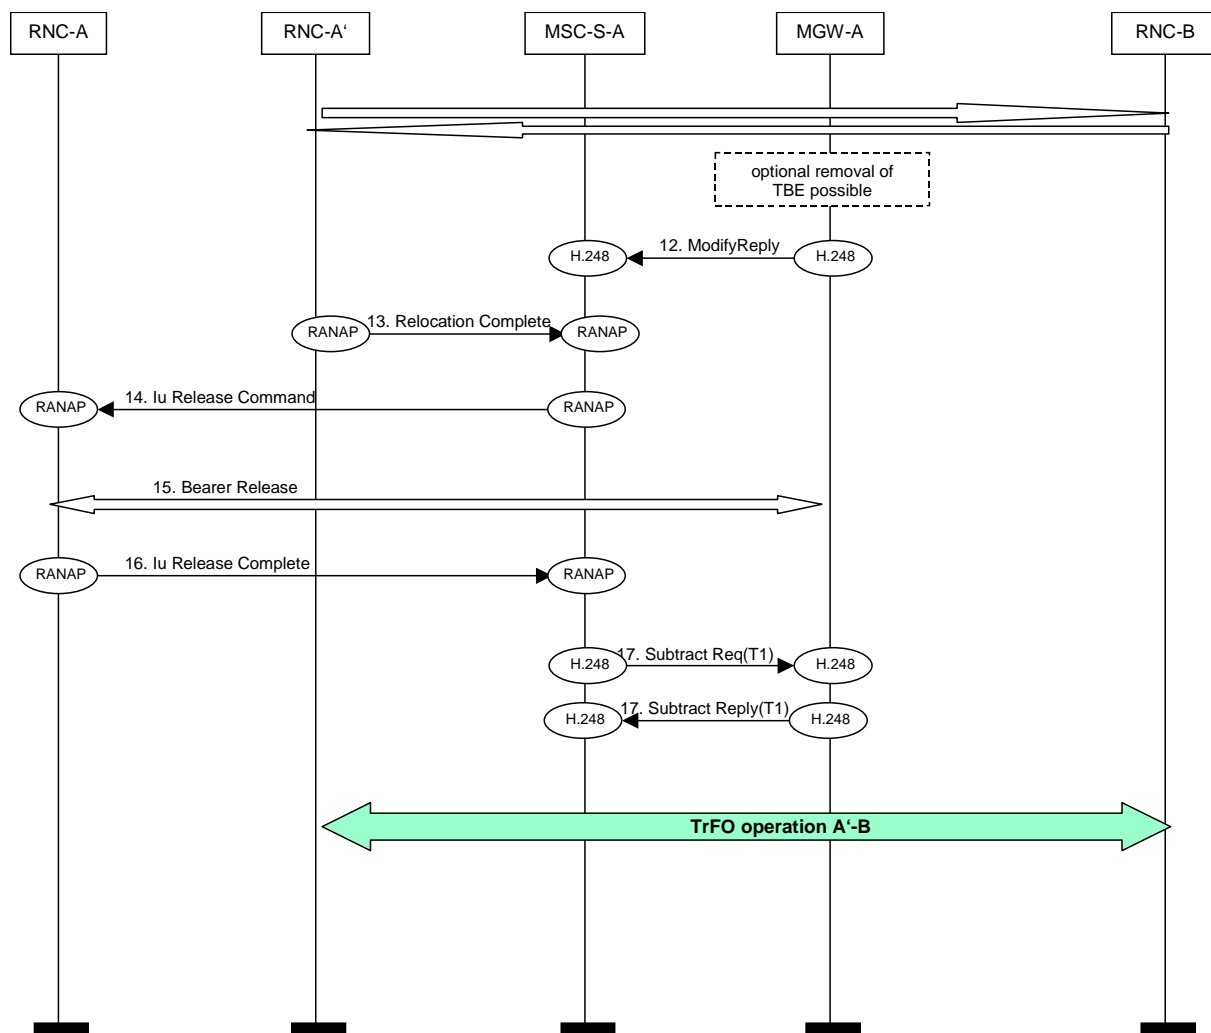 RNC-A
RNC-A‘
MSC-S-A
MGW-A
RNC-B
optional removal of
TBE possible
12. ModifyReply
H.248
H.248
13. Relocation Complete
RANAP
RANAP
14. Iu Release Command
RANAP
RANAP
15. Bearer Release
16. Iu Release Complete
RANAP
RANAP
17. Subtract Req(T1)
H.248
H.248
17. Subtract Reply(T1)
H.248
H.248
TrFO operation A‘-B